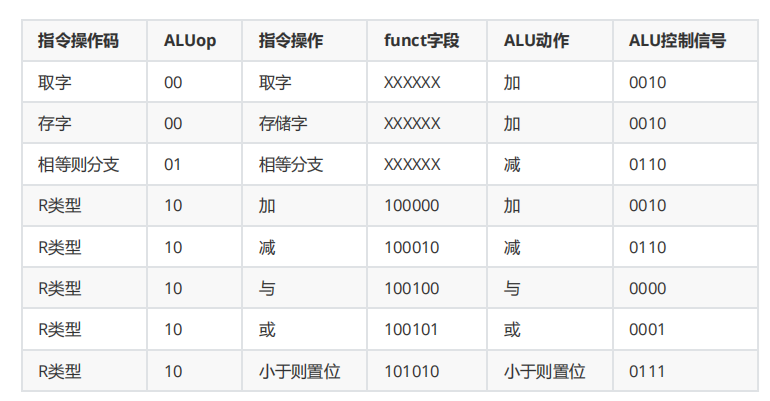 指令操作码 ALUop 指令操作 funct字段 ALU动作 ALU控制信号
取字 00 取字 XXXXXX 加 0010
存字 00 存储字 XXXXXX 加 0010
相等则分支 01 相等分支 XXXXXX 减 0110
R类型 10 加 100000 加 0010
R类型 10 减 100010 减 0110
R类型 10 与 100100 与 0000
R类型 10 或 100101 或 0001
R类型 10 小于则置位 101010 小于则置位 0111